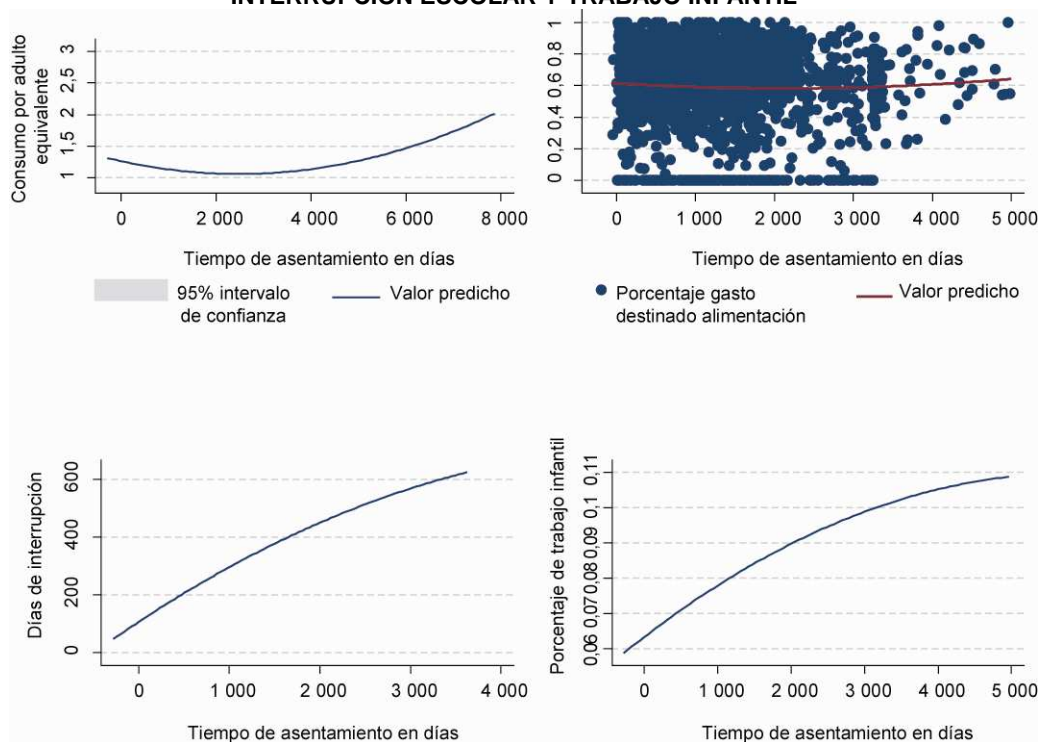 INTERRUPCIÓN ESCOLAR Y TRABAJO INFANTIL
Consumo por adulto
equivalente
3
2,5
2
1,5
1
0 2 000 4 000 6 000 8 000
Tiempo de asentamiento en días
95% intervalo
de confianza
Valor predicho
1
0,8
0,6
0,4
0,2
0
0 1 000 2 000 3 000 4 000 5 000
Tiempo de asentamiento en días
Porcentaje gasto
destinado alimentación
Valor predicho
Días de interrupción
600
400
200
0
0 1 000 2 000 3 000 4 000
Tiempo de asentamiento en días
Porcentaje de trabajo infantil
0,11
0,1
0,09
0,08
0,07
0,06
0 1 000 2 000 3 000 4 000 5 000
Tiempo de asentamiento en días